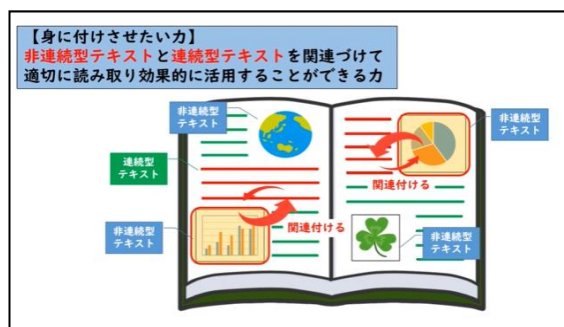 【身に付けさせたい力】
非連続型テキストと連続型テキストを関連づけて
適切に読み取り効果的に活用することができる力
非連続型
テキスト
連続型
テキスト
非連続型
テキスト
関連付ける
非連続型
テキスト
関連付ける
非連続型
テキスト